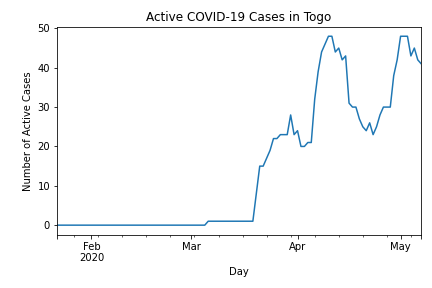 Active COVID-19 Cases in Togo
50
40
30
20
10
0
Number of Active Cases
Feb
2020
Mar
Apr
May
Day